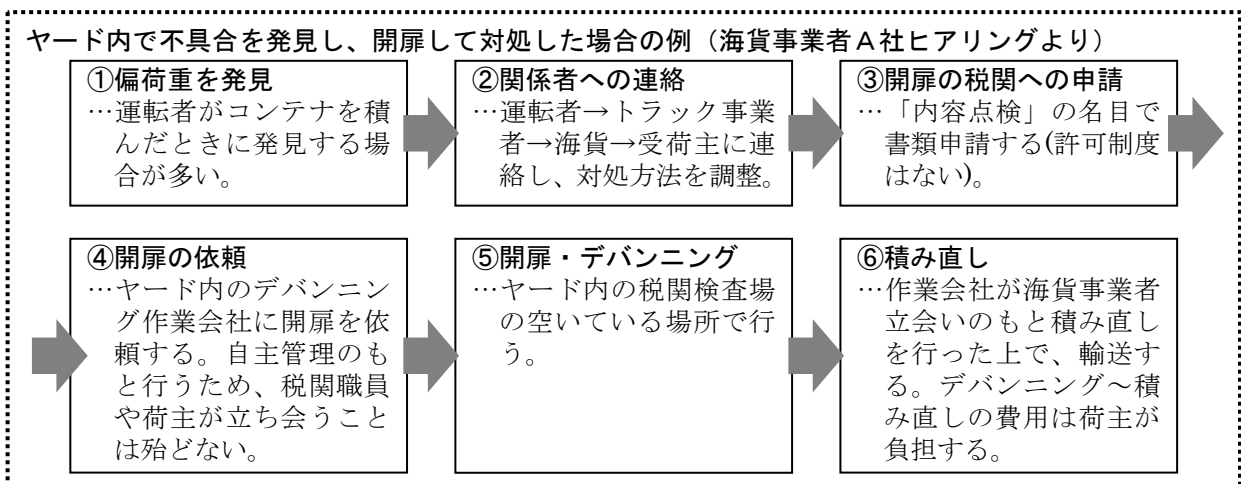 ヤード内で不具合を発見し、開扉して対処した場合の例（海貨事業者Ａ社ヒアリングより）
①偏荷重を発見
…運転者がコンテナを積
んだときに発見する場
合が多い。
②関係者への連絡
…運転者→トラック事業
者→海貨→受荷主に連
絡し、対処方法を調整。
③開扉の税関への申請
…「内容点検」の名目で
書類申請する(許可制度
はない)。
④開扉の依頼
…ヤード内のデバンニン
グ作業会社に開扉を依
頼する。自主管理のも
と行うため、税関職員
や荷主が立ち会うこと
は殆どない。
⑤開扉・デバンニング
…ヤード内の税関検査場
の空いている場所で行
う。
⑥積み直し
…作業会社が海貨事業者
立会いのもと積み直し
を行った上で、輸送す
る。デバンニング～積
み直しの費用は荷主が
負担する。